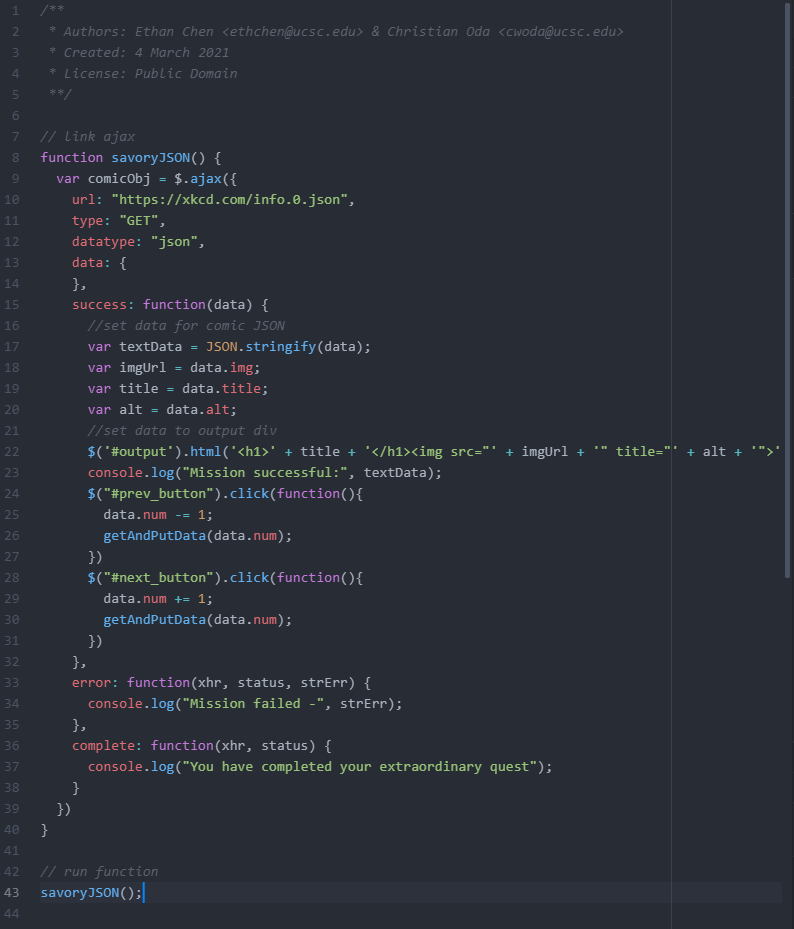 1 /**
2 * Authors: Ethan Chen <ethchen@ucsc.edu> & Christian Oda <cwoda@ucsc.edu>
3 * Created: 4 March 2021
4 * License: Public Domain
5 **/
6
7 // link ajax
8 function savoryJSON() {
9 var comicObj = $.ajax({
10 url: "https://xkcd.com/info.0.json",
11 type: "GET",
12 datatype: "json",
13 data: {
14 },
15 success: function(data) {
16 //set data for comic JSON
17 var textData = JSON.stringify(data);
18 var imgUrl = data.img;
19 var title = data.title;
20 var alt = data.alt;
21 //set data to output div
22 $('#output').html('<h1>' + title + '</h1><img src="' + imgUrl + '" title="' + alt + '">'
23 console.log("Mission successful:", textData);
24 $("#prev_button").click(function(){
25 data.num -= 1;
26 getAndPutData(data.num);
27 })
28 $("#next_button").click(function(){
29 data.num += 1;
30 getAndPutData(data.num);
31 })
32 },
33 error: function(xhr, status, strErr) {
34 console.log("Mission failed -", strErr);
35 },
36 complete: function(xhr, status) {
37 console.log("You have completed your extraordinary quest");
38 }
39 })
40 }
41
42 // run function
43 savoryJSON();
44